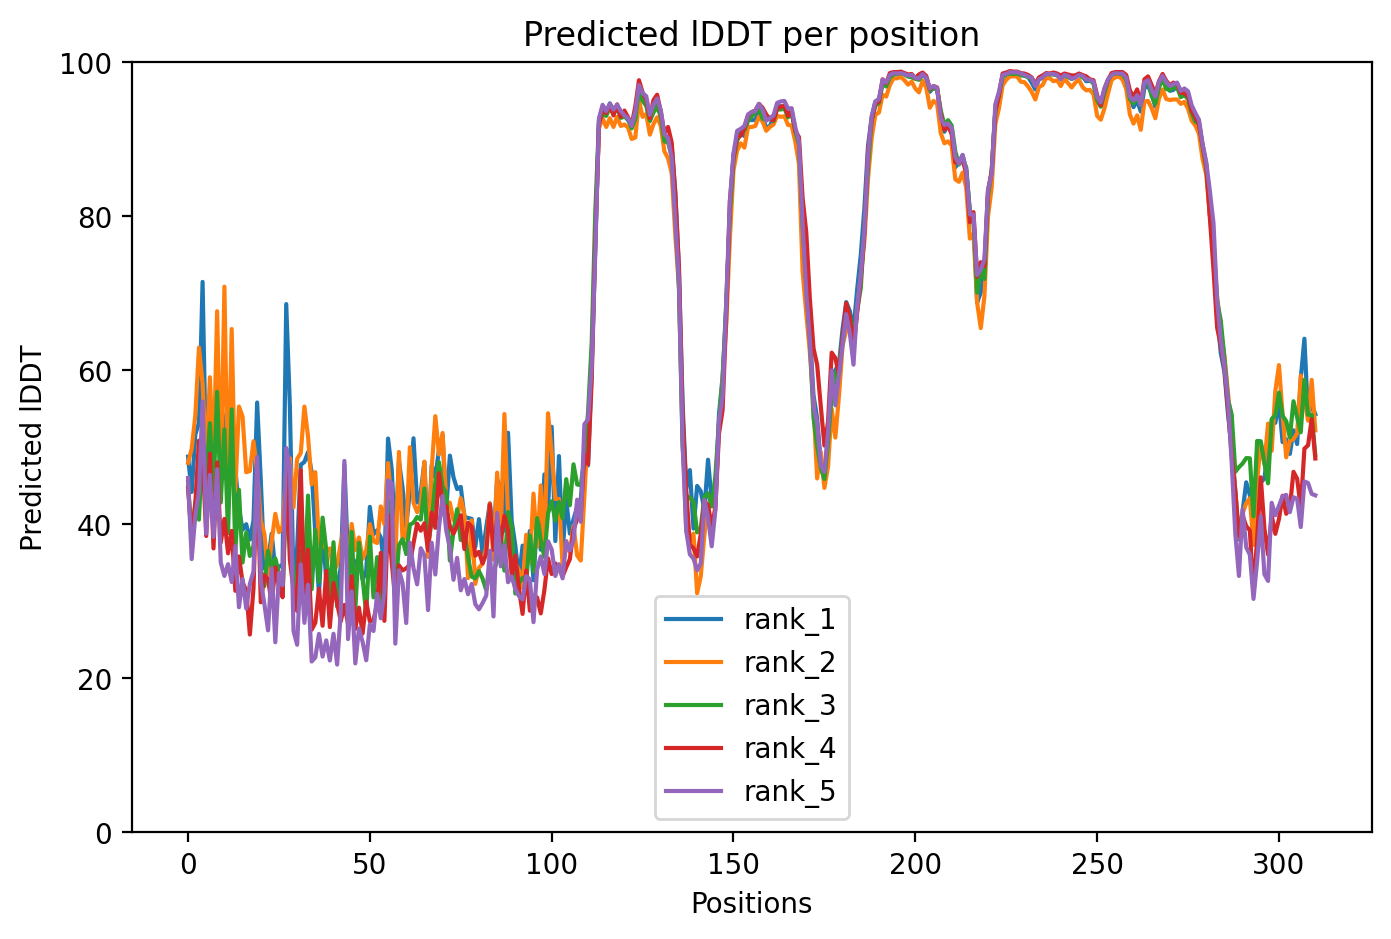 Predicted lDDT per position
100
80
60
40
20
0
Predicted lDDT
0 50 100 150 200 250 300
Positions
rank_1
rank_2
rank_3
rank_4
rank_5